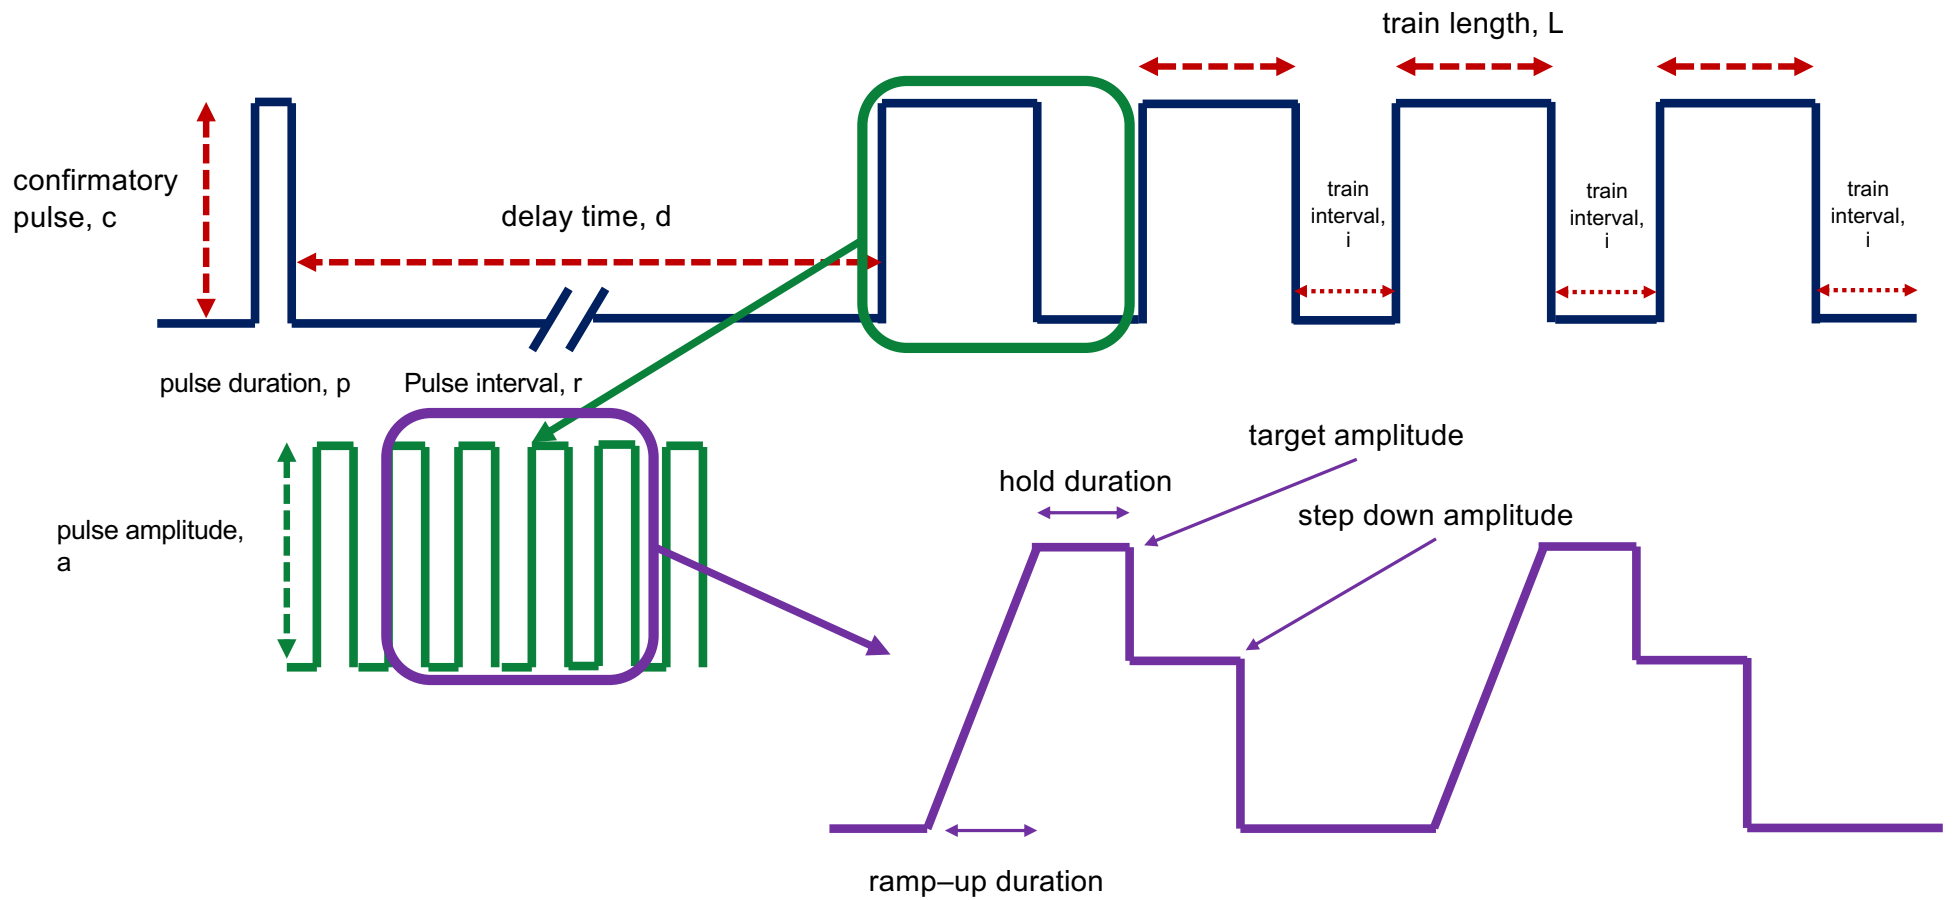 train length, L
confirmatory
pulse, c
delay time, d
train
interval,
i
train
interval,
i
train
interval,
i
pulse duration, p
Pulse interval, r
pulse amplitude,
a
target amplitude
hold duration
step down amplitude
ramp–up duration